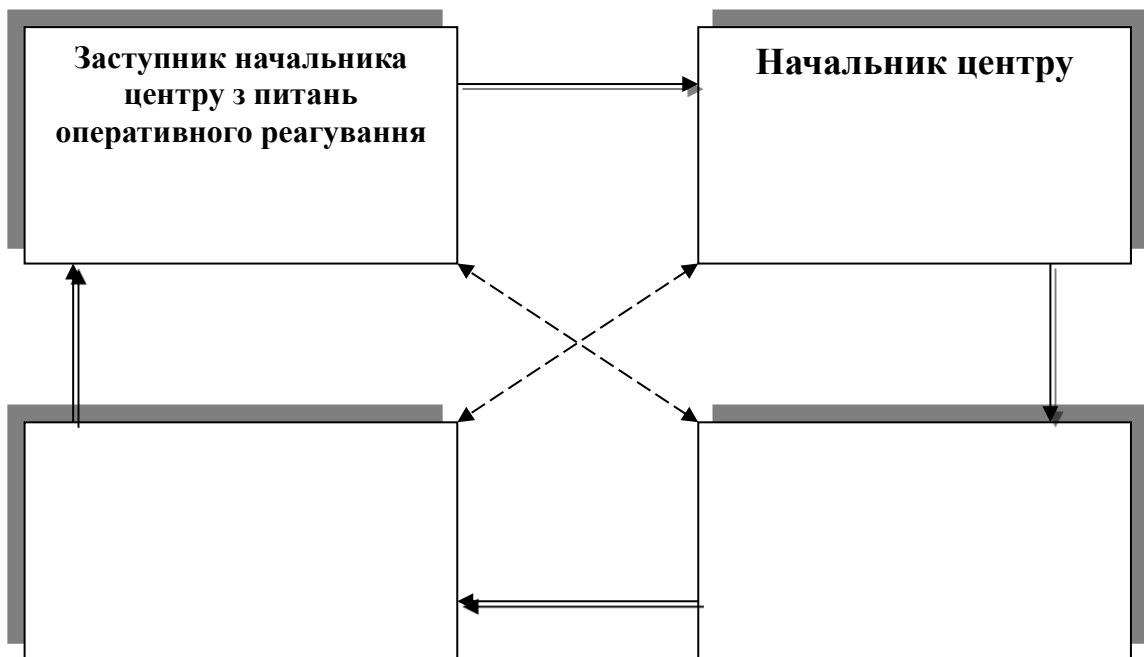 Заступник начальника
центру з питань
оперативного реагування
Начальник центру